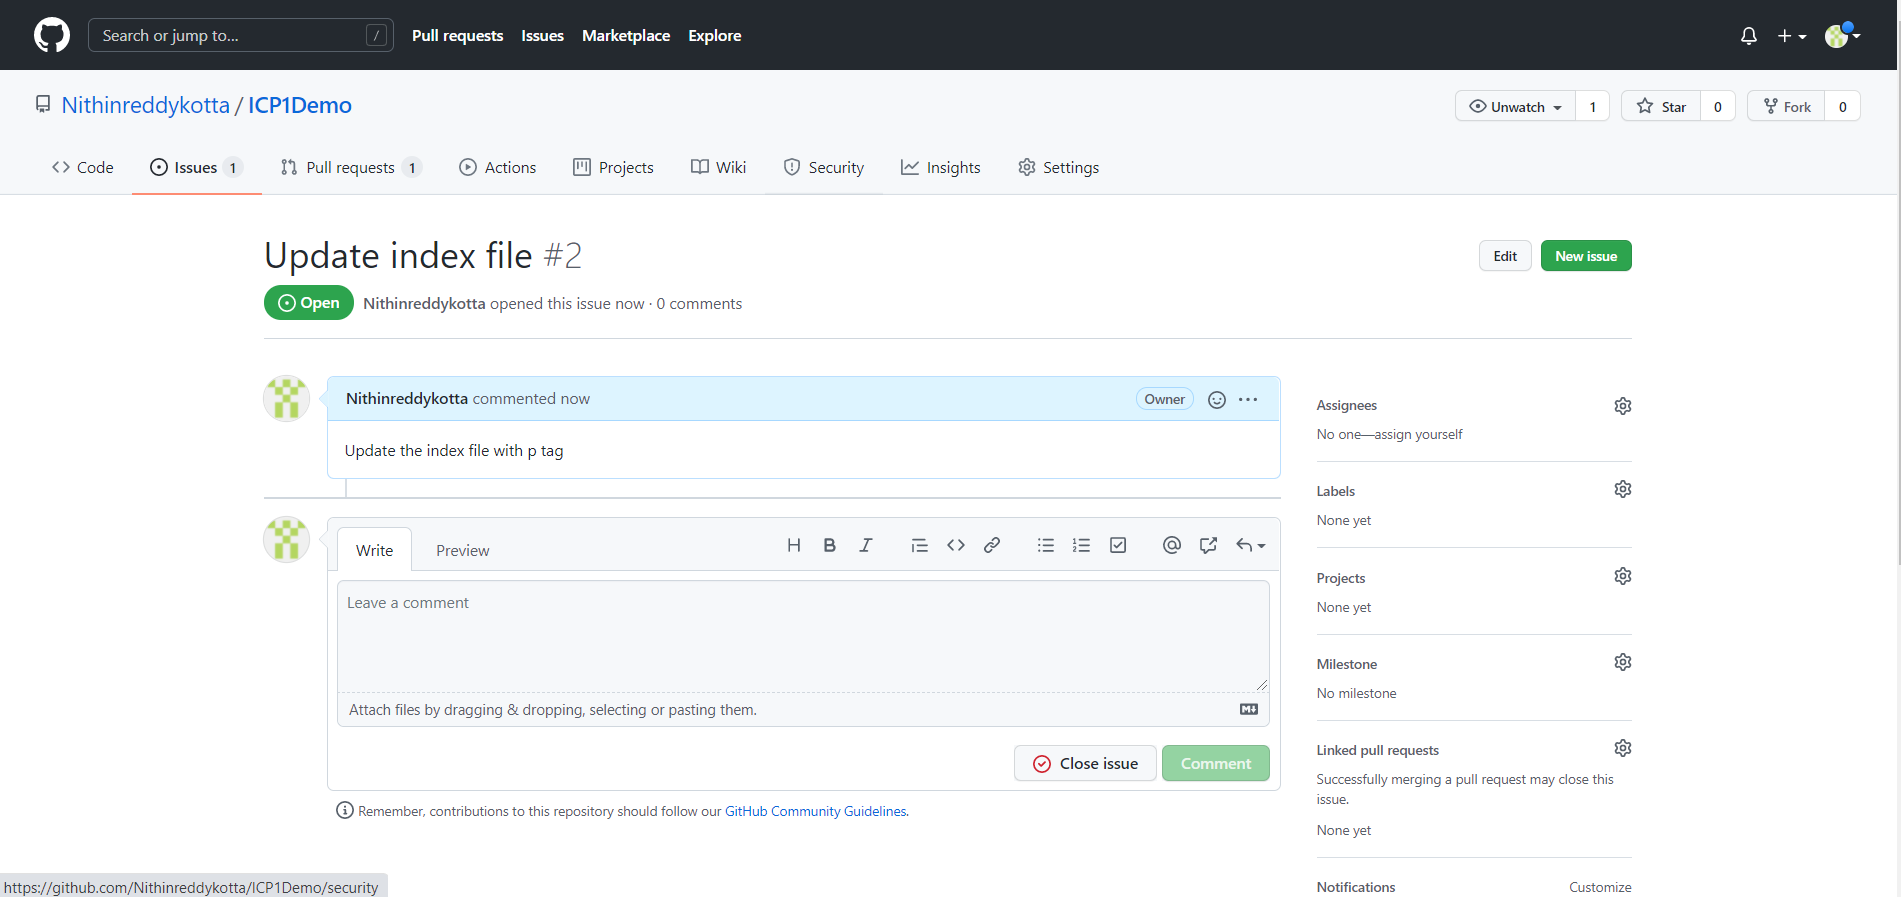 Search or jump to... /
Pull requests Issues Marketplace Explore
Nithinreddykotta / ICP1Demo
Unwatch 1 Star 0 Fork 0
Code Issues 1 Pull requests 1 Actions Projects Wiki Security Insights Settings
Update index file #2
Edit New issue
Open Nithinreddykotta opened this issue now · 0 comments
Nithinreddykotta commented now Owner
Update the index file with p tag
Write Preview
Leave a comment
Attach files by dragging & dropping, selecting or pasting them.
Close issue Comment
Remember, contributions to this repository should follow our GitHub Community Guidelines.
Assignees
No one—assign yourself
Labels
None yet
Projects
None yet
Milestone
No milestone
Linked pull requests
Successfully merging a pull request may close this
issue.
None yet
Notifications Customize
https://github.com/Nithinreddykotta/ICP1Demo/security